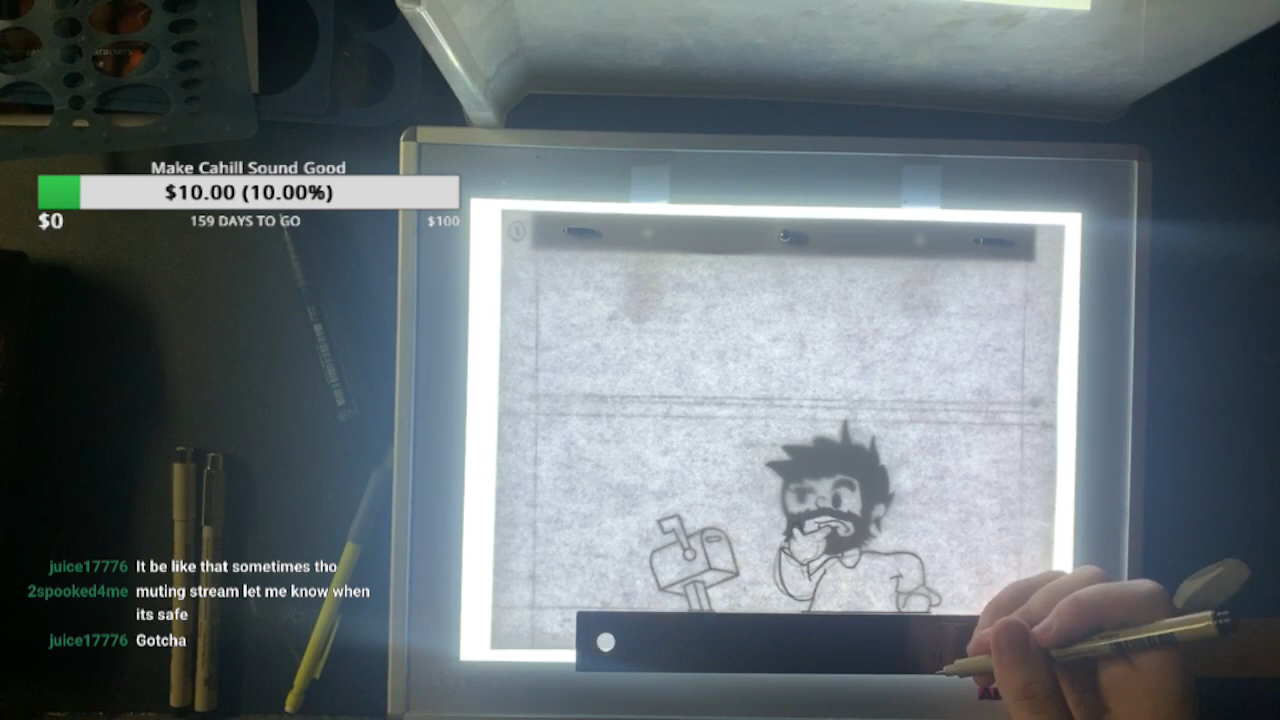 Make Cahill Sound Good
$10.00 (10.00%)
$0
159 DAYS TO GO
$100
juice17776 It be like that sometimes tho
2spooked4me muting stream let me know when
its safe
juice17776 Gotcha